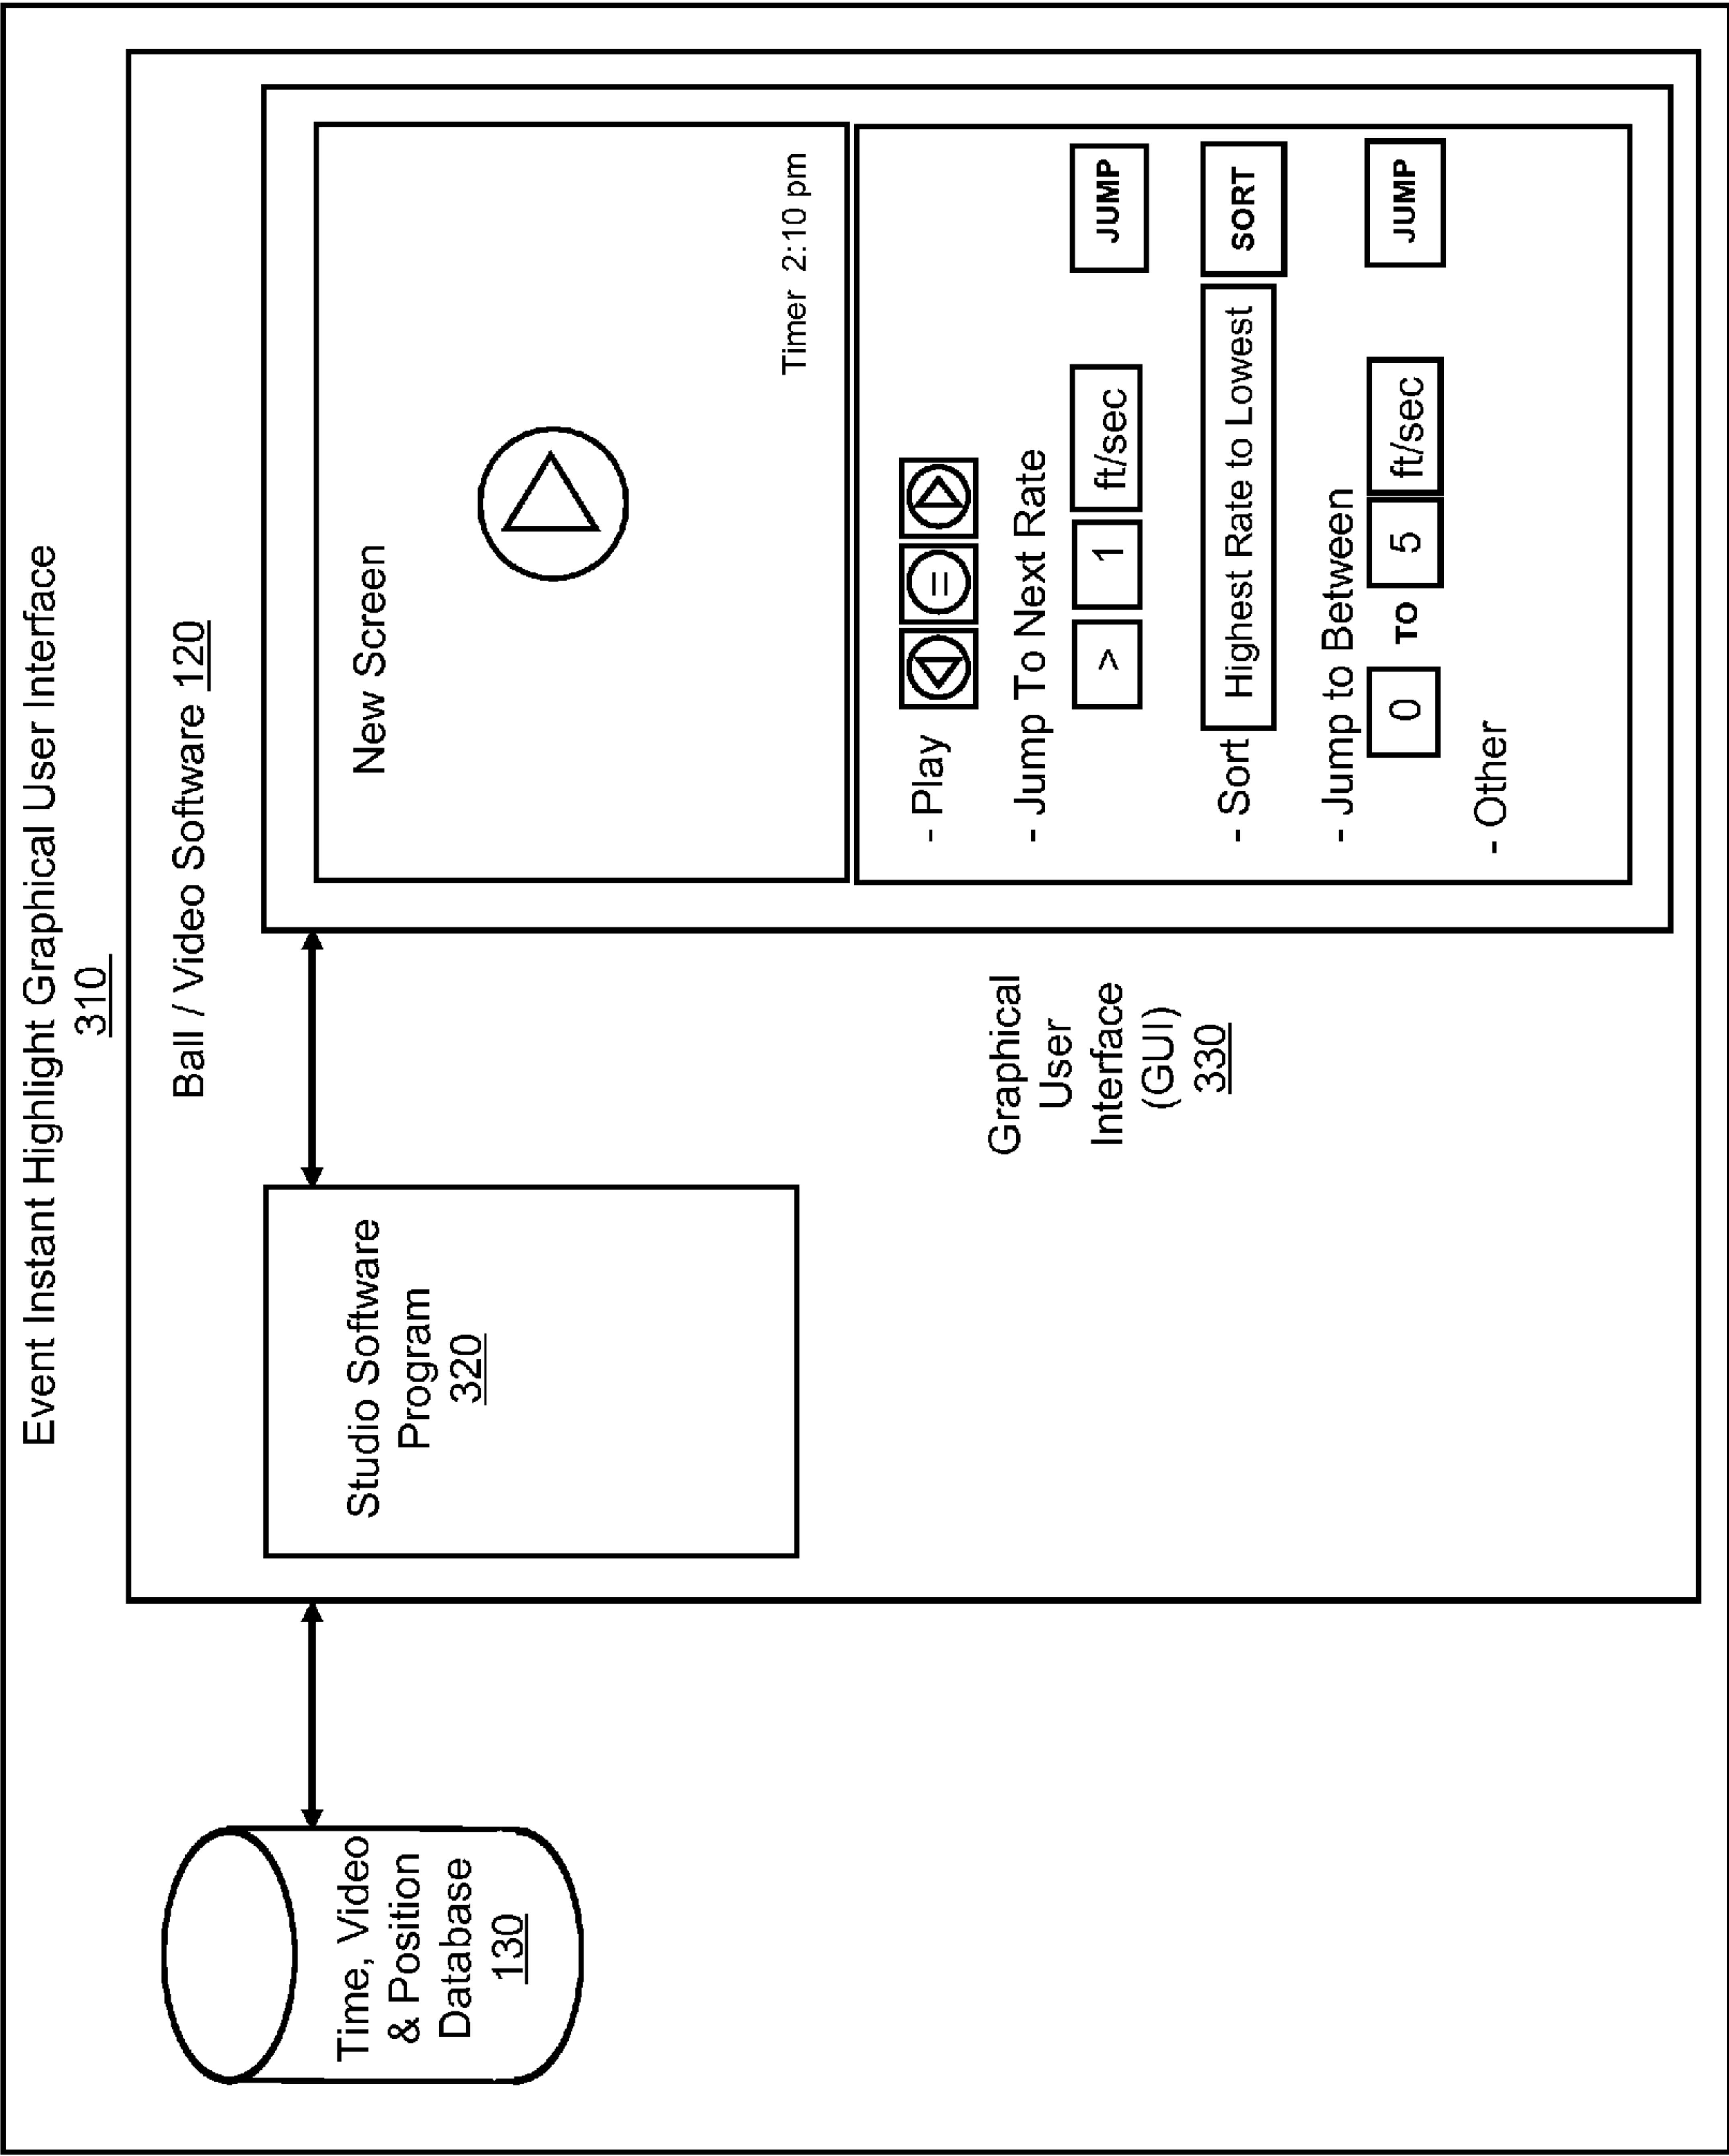 Event Instant Highlight Graphical User Interface
310
Ball / Video Software 120
Time, Video
& Position
Database
130
Studio Software
Program
320
Graphical
User
Interface
(GUI)
330
New Screen
Timer 2:10 pm
- Play =
- Jump To Next Rate
> 1 ft/sec JUMP
- Sort Highest Rate to Lowest SORT
- Jump to Between
0 TO 5 ft/sec JUMP
- Other